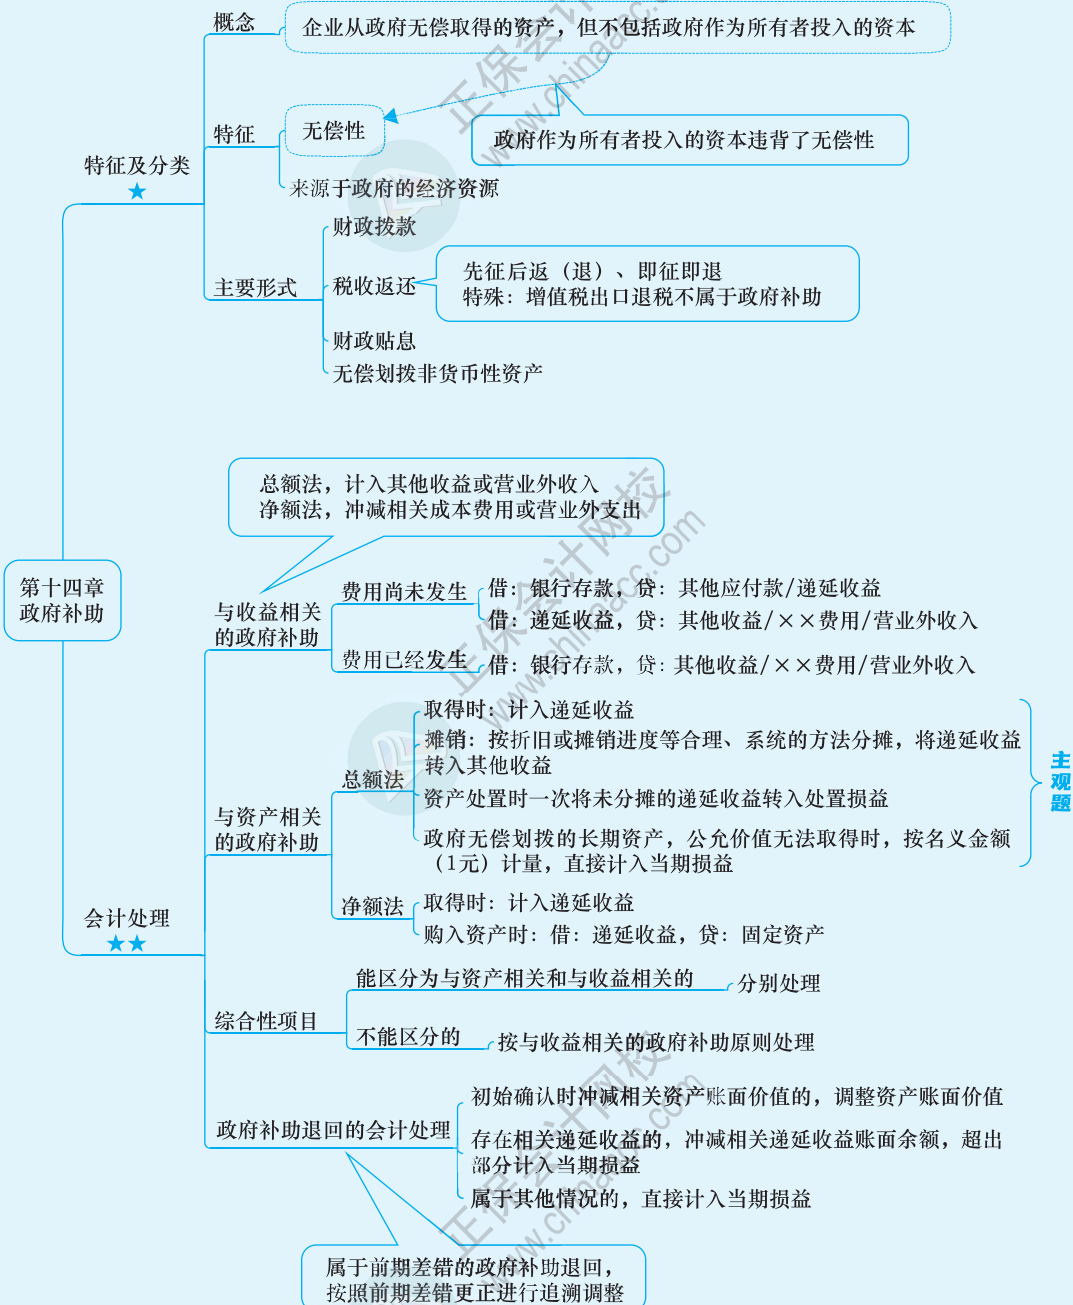 概念
企业从政府无偿取得的资产，但不包括政府作为所有者投入的资本
特征
无偿性
政府作为所有者投入的资本违背了无偿性
特征及分类
★
来源于政府的经济资源
财政拨款
主要形式
税收返还
先征后返（退）、即征即退
特殊：增值税出口退税不属于政府补助
财政贴息
无偿划拨非货币性资产
总额法，计入其他收益或营业外收入
净额法，冲减相关成本费用或营业外支出
第十四章
政府补助
与收益相关
的政府补助
费用尚未发生
借：银行存款，贷：其他应付款/递延收益
借：递延收益，贷：其他收益/××费用/营业外收入
费用已经发生
借：银行存款，贷：其他收益/××费用/营业外收入
与资产相关
的政府补助
总额法
取得时：计入递延收益
摊销：按折旧或摊销进度等合理、系统的方法分摊，将递延收益
转入其他收益
资产处置时一次将未分摊的递延收益转入处置损益
政府无偿划拨的长期资产，公允价值无法取得时，按名义金额
（1元）计量，直接计入当期损益
主观题
净额法
取得时：计入递延收益
购入资产时：借：递延收益，贷：固定资产
会计处理
★★
综合性项目
能区分为与资产相关和与收益相关的
分别处理
不能区分的
按与收益相关的政府补助原则处理
政府补助退回的会计处理
初始确认时冲减相关资产账面价值的，调整资产账面价值
存在相关递延收益的，冲减相关递延收益账面余额，超出
部分计入当期损益
属于其他情况的，直接计入当期损益
属于前期差错的政府补助退回，
按照前期差错更正进行追溯调整
正保会计网校
www.chinaacc.com
正保会计网校
www.chinaacc.com
正保会计网校
www.chinaacc.com